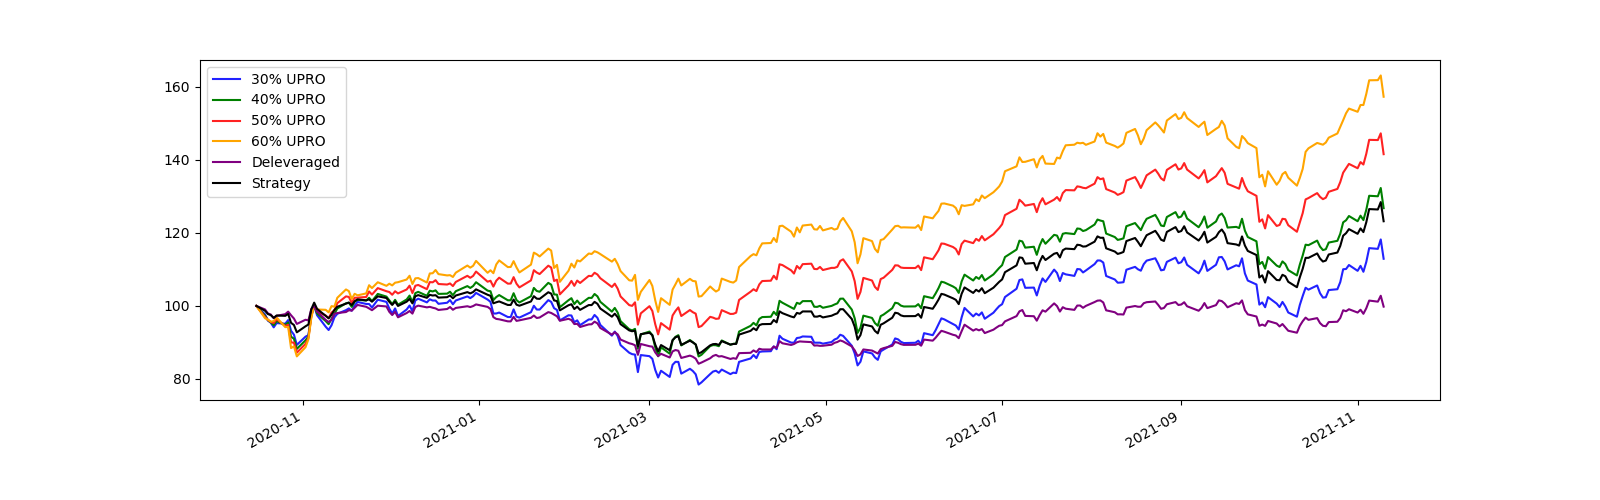 160
140
120
100
80
30% UPRO
40% UPRO
50% UPRO
60% UPRO
Deleveraged
Strategy
2020-11
2021-01
2021-03
2021-05
2021-07
2021-09
2021-11